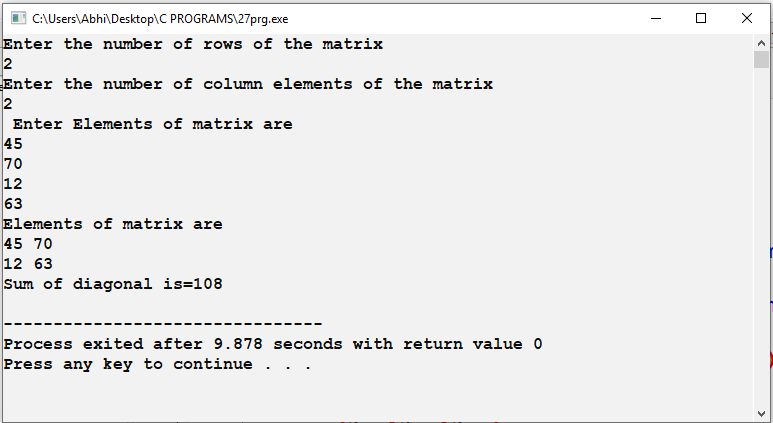 C:\Users\Abhi\Desktop\C PROGRAMS\27prg.exe
Enter the number of rows of the matrix
2
Enter the number of column elements of the matrix
2
Enter Elements of matrix are
45
70
12
63
Elements of matrix are
45 70
12 63
Sum of diagonal is=108
--------------------------------
Process exited after 9.878 seconds with return value 0
Press any key to continue . . .